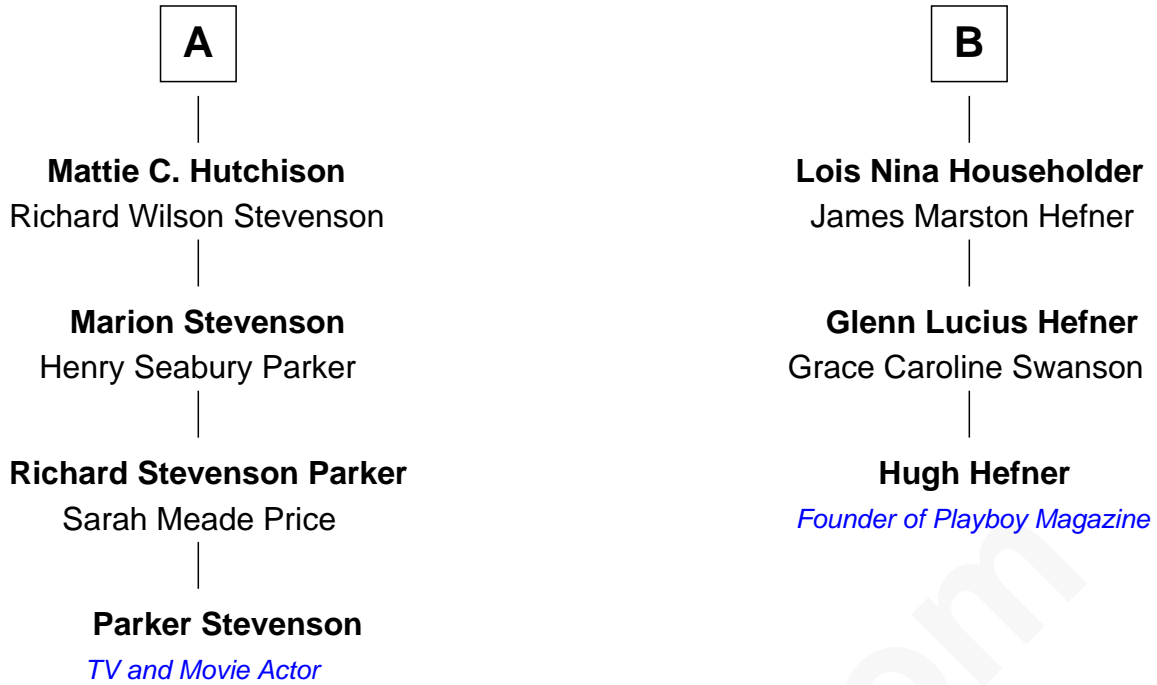 A
Mattie C. Hutchison
Richard Wilson Stevenson
Marion Stevenson
Henry Seabury Parker
Richard Stevenson Parker
Sarah Meade Price
Parker Stevenson
TV and Movie Actor
B
Lois Nina Householder
James Marston Hefner
Glenn Lucius Hefner
Grace Caroline Swanson
Hugh Hefner
Founder of Playboy Magazine
om